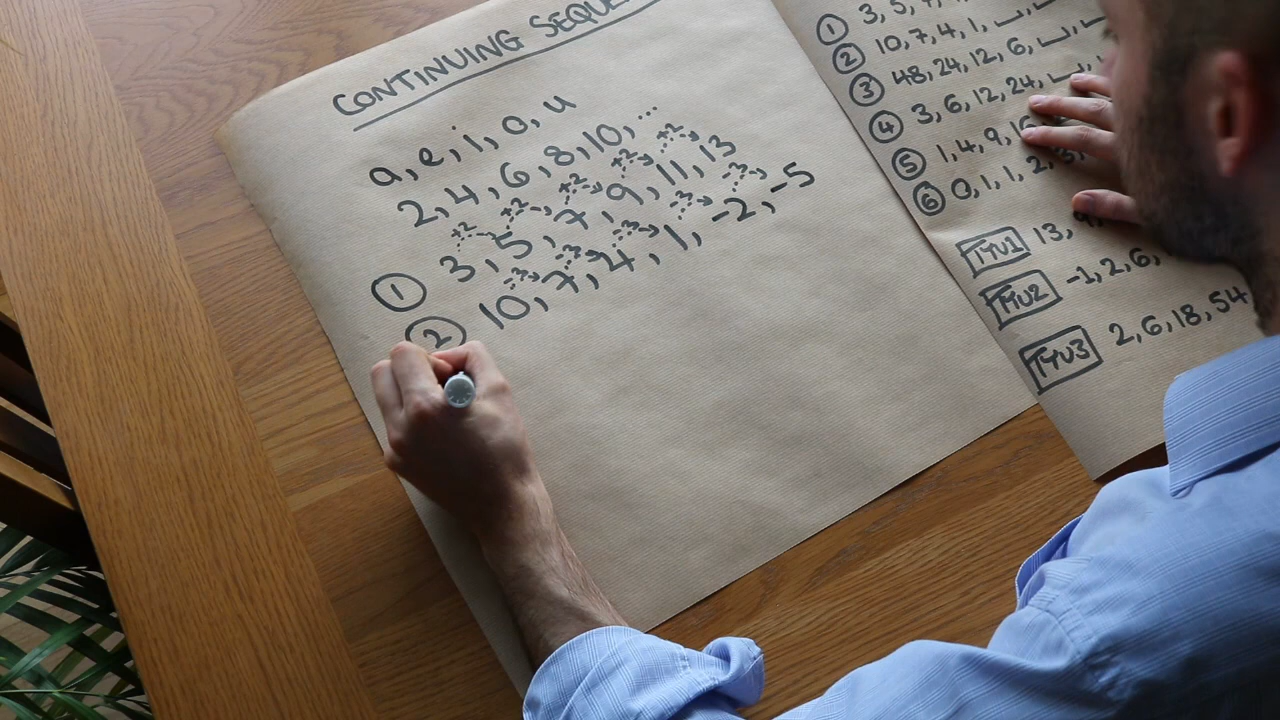 CONTINUING
a, e, i, o, u
2, 4, 6, 8, 10, ...
+2 +2 +2 +2 +2
① 3, 5, 7, 9, 11, 13
-3 -3 -3 -3 -3
② 10, 7, 4, 1, -2, -5
① 3, 5,
② 10, 7, 4, 1, _, _
③ 48, 24, 12, 6, _, _
④ 3, 6, 12, 24, _, _
⑤ 1, 4, 9,
⑥ 0, 1, 1, 2,
TYU1 13,
TYU2 -1, 2, 6,
TYU3 2, 6, 18, 54